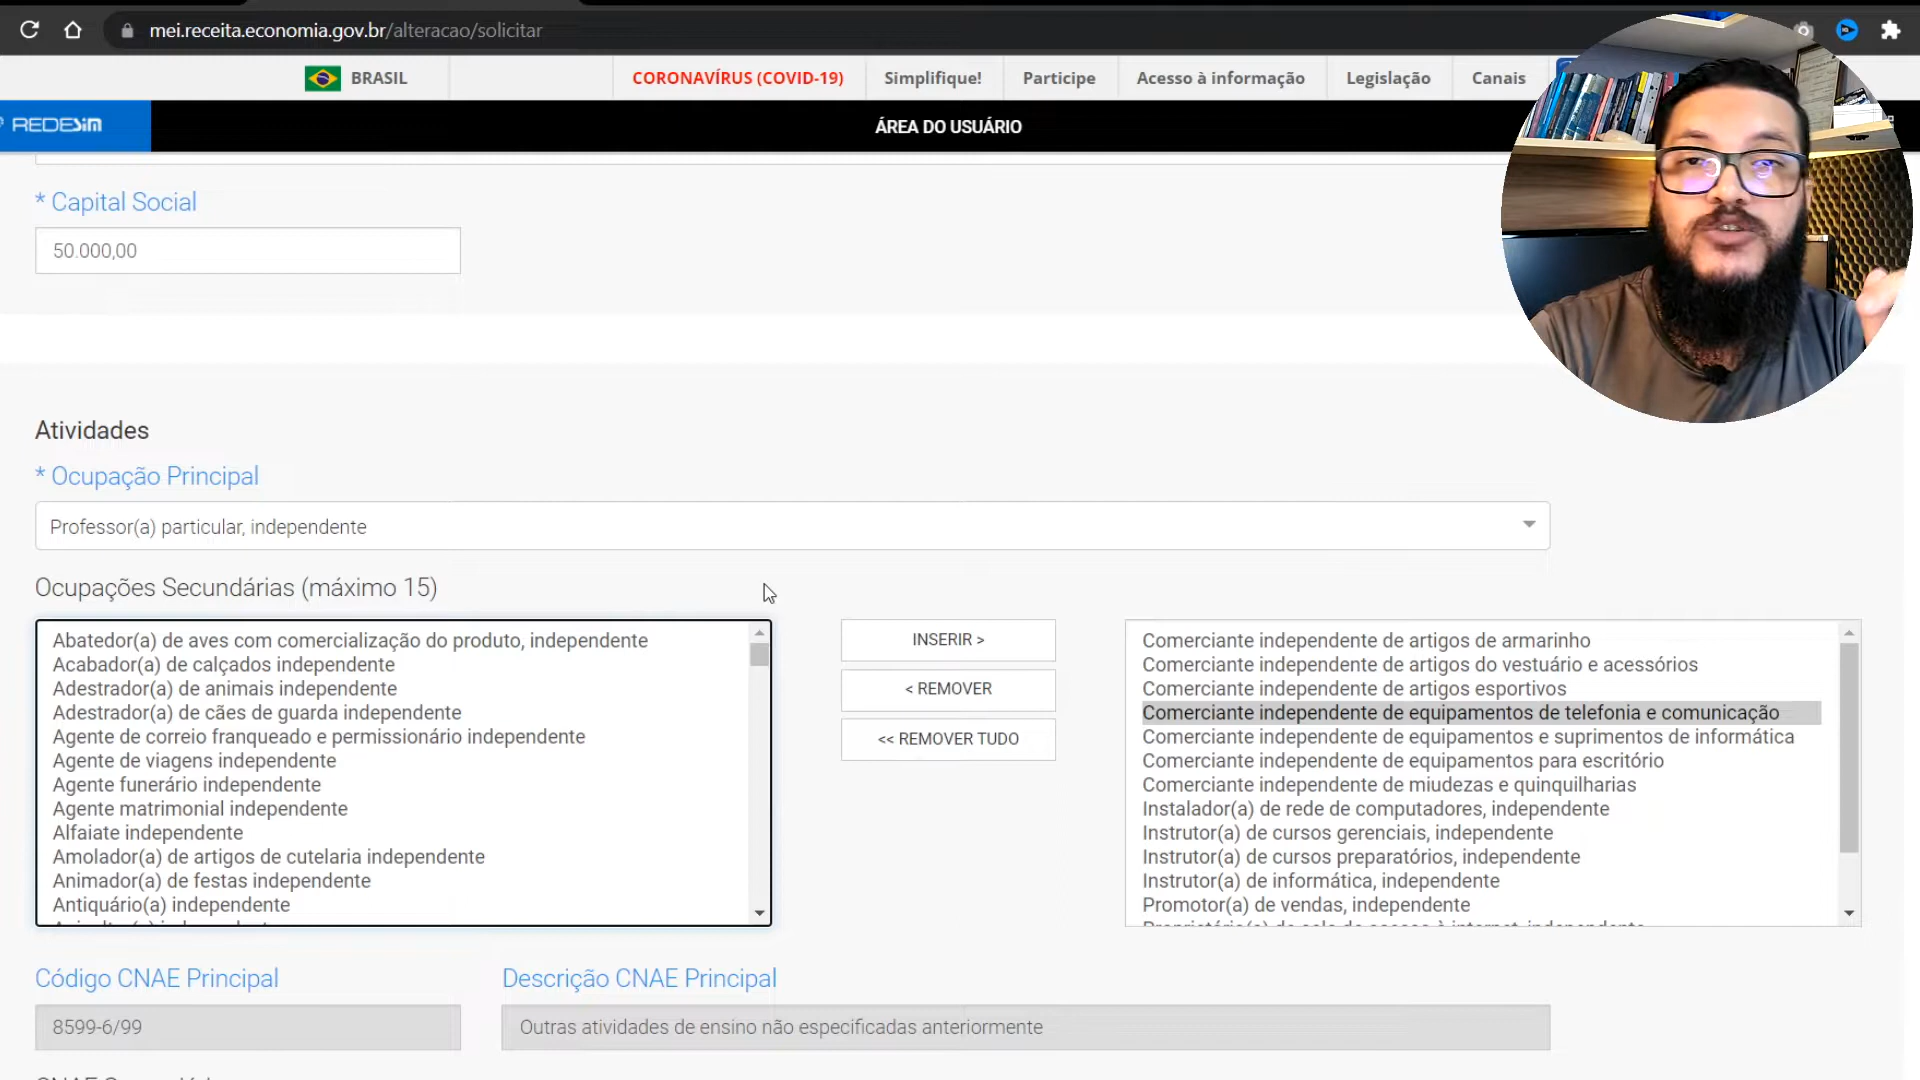 mei.receita.economia.gov.br/alteracao/solicitar
BRASIL
CORONAVÍRUS (COVID-19)
Simplifique!
Participe
Acesso à informação
Legislação
Canais
REDESIM
ÁREA DO USUÁRIO
* Capital Social
50.000,00
Atividades
* Ocupação Principal
Professor(a) particular, independente
Ocupações Secundárias (máximo 15)
Abatedor(a) de aves com comercialização do produto, independente
Acabador(a) de calçados independente
Adestrador(a) de animais independente
Adestrador(a) de cães de guarda independente
Agente de correio franqueado e permissionário independente
Agente de viagens independente
Agente funerário independente
Agente matrimonial independente
Alfaiate independente
Amolador(a) de artigos de cutelaria independente
Animador(a) de festas independente
Antiquário(a) independente
INSERIR >
< REMOVER
<< REMOVER TUDO
Comerciante independente de artigos de armarinho
Comerciante independente de artigos do vestuário e acessórios
Comerciante independente de artigos esportivos
Comerciante independente de equipamentos de telefonia e comunicação
Comerciante independente de equipamentos e suprimentos de informática
Comerciante independente de equipamentos para escritório
Comerciante independente de miudezas e quinquilharias
Instalador(a) de rede de computadores, independente
Instrutor(a) de cursos gerenciais, independente
Instrutor(a) de cursos preparatórios, independente
Instrutor(a) de informática, independente
Promotor(a) de vendas, independente
Código CNAE Principal
Descrição CNAE Principal
8599-6/99
Outras atividades de ensino não especificadas anteriormente